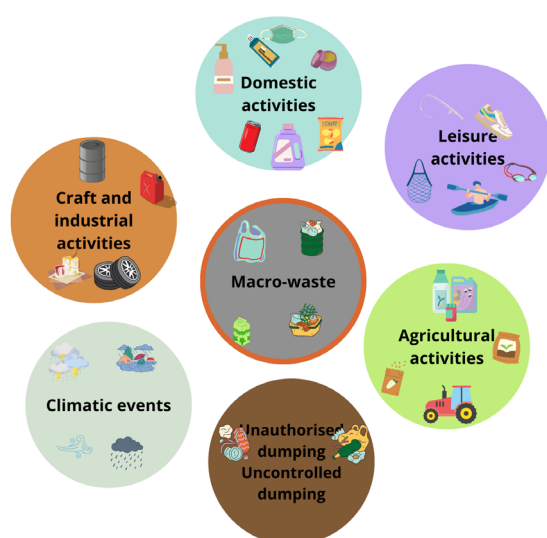 Domestic
activities
Leisure
activities
Craft and
industrial
activities
Macro-waste
Agricultural
activities
Climatic events
Unauthorised
dumping
Uncontrolled
dumping